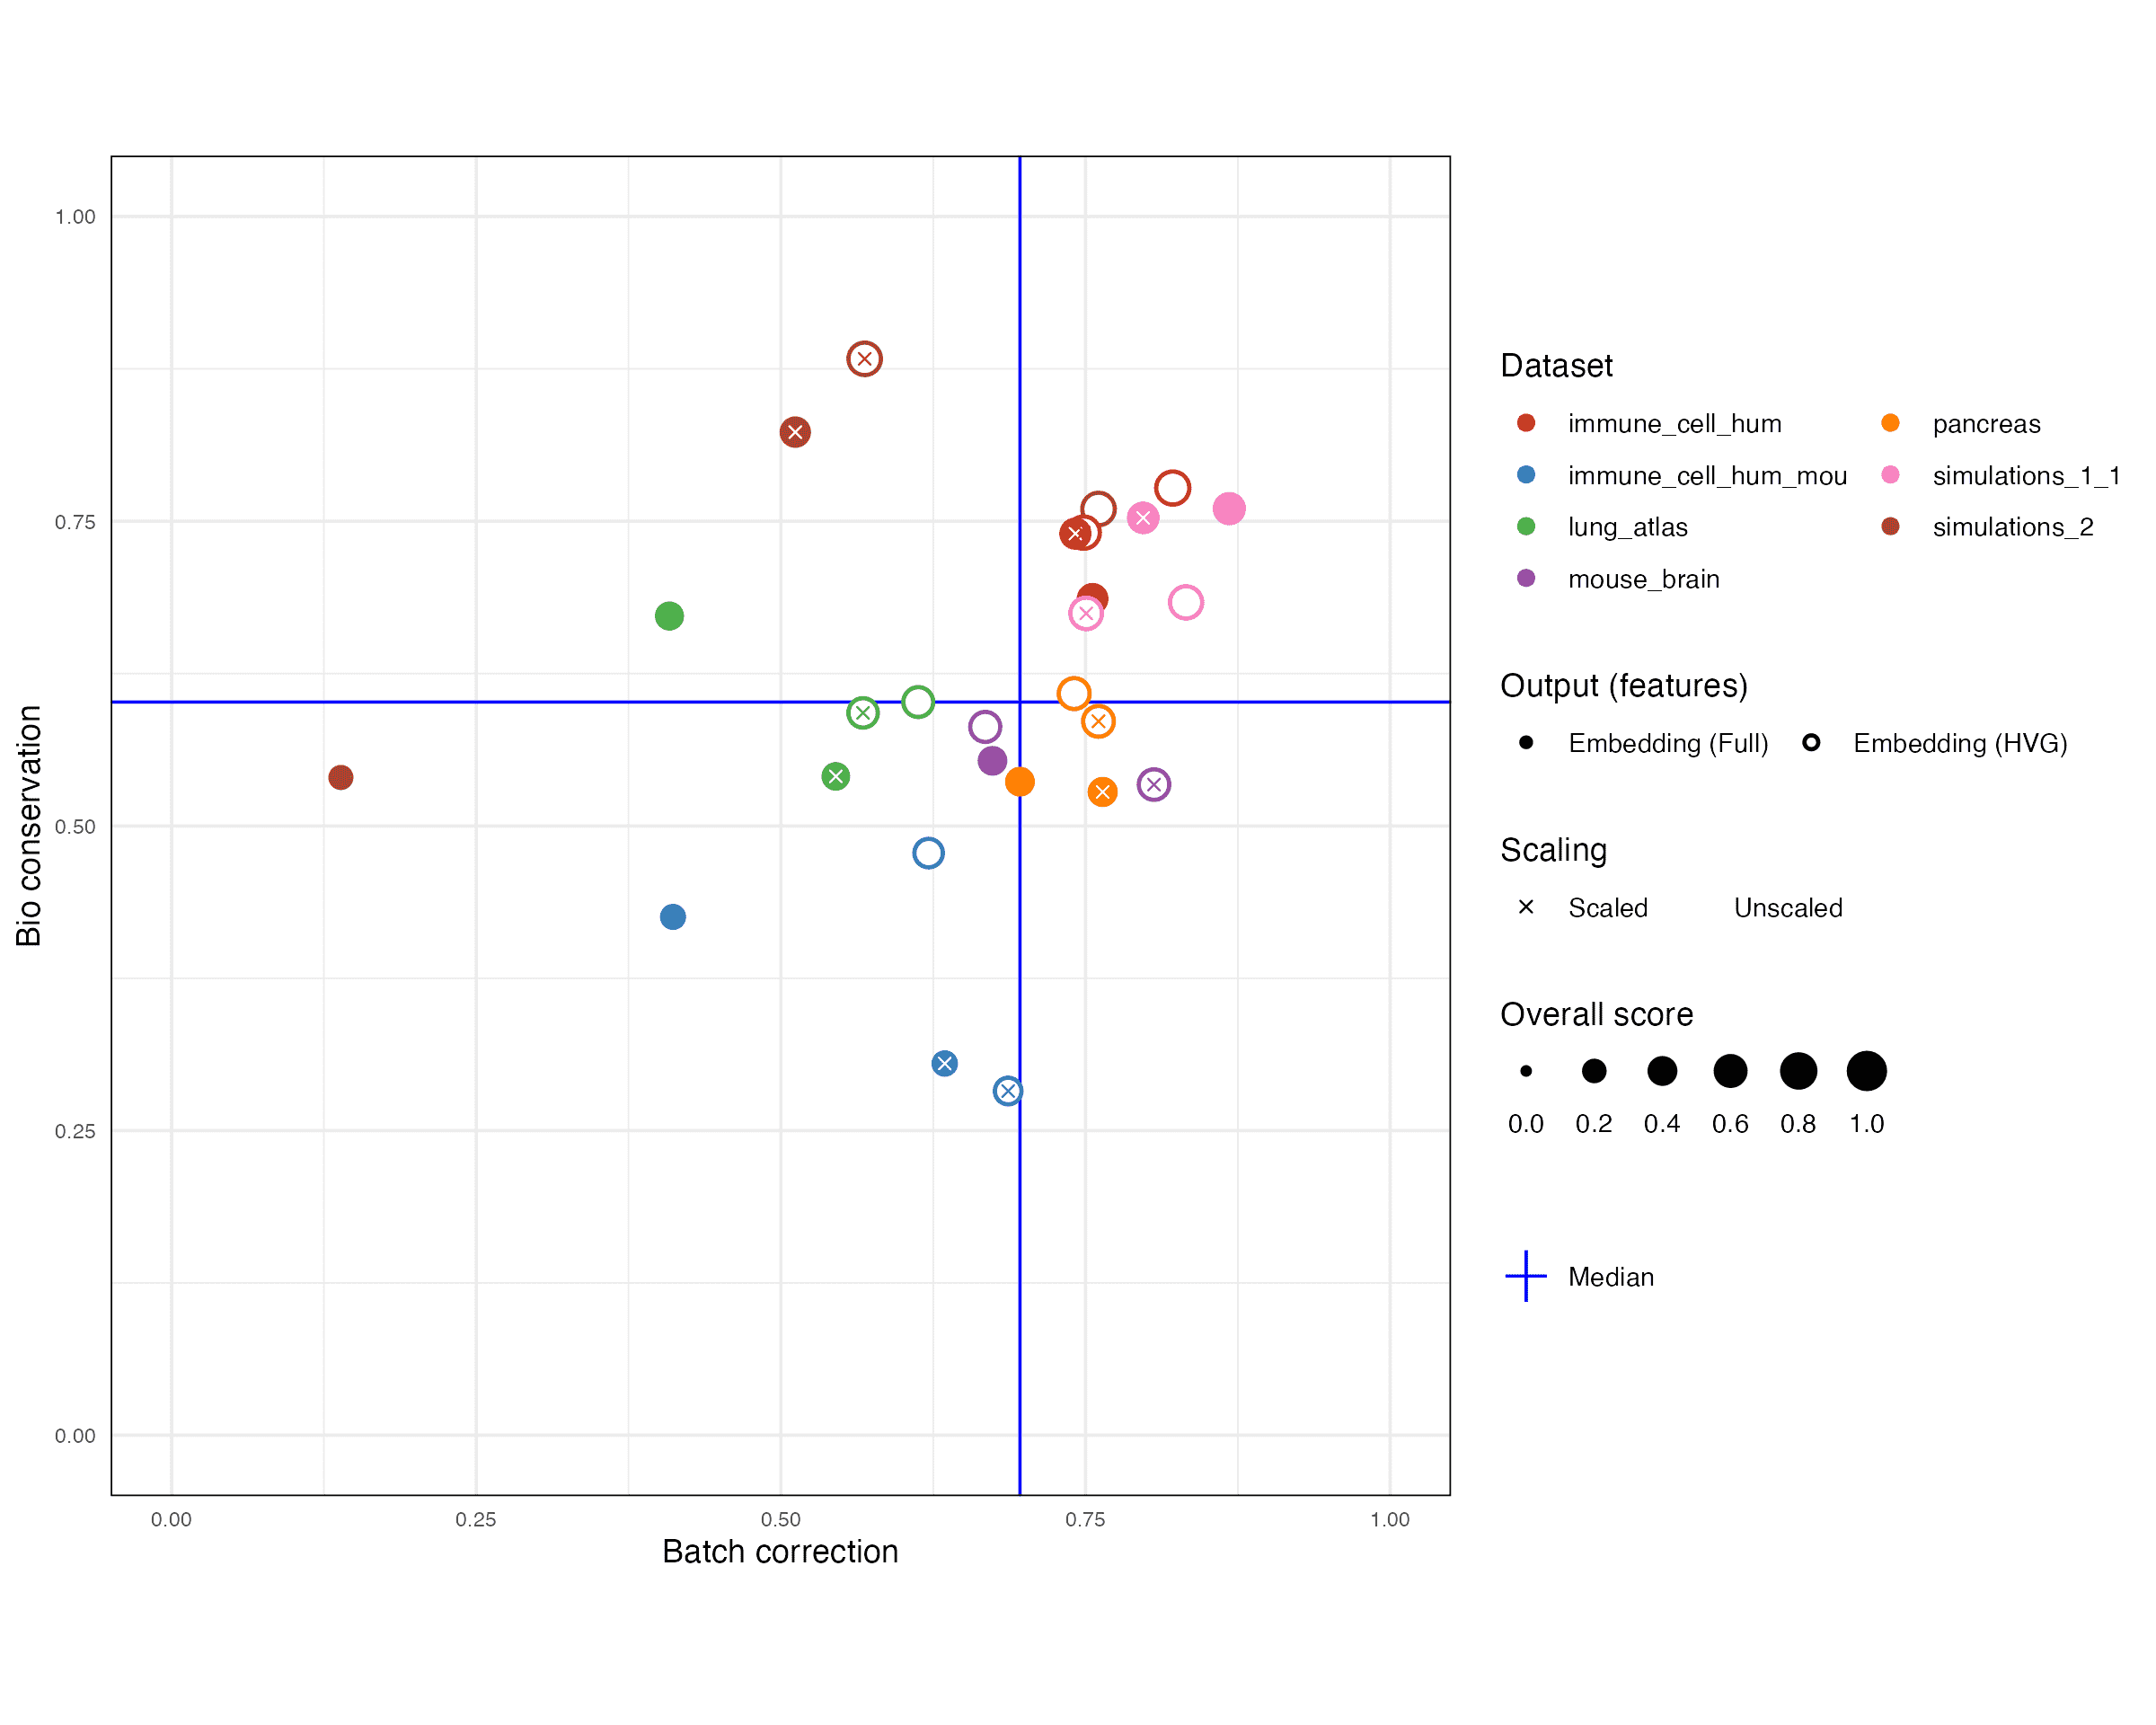 1.00
0.75
0.50
0.25
0.00
Bio conservation
0.00 0.25 0.50 0.75 1.00
Batch correction
Dataset
immune_cell_hum pancreas
immune_cell_hum_mou simulations_1_1
lung_atlas simulations_2
mouse_brain
Output (features)
Embedding (Full) Embedding (HVG)
Scaling
Scaled Unscaled
Overall score
0.0 0.2 0.4 0.6 0.8 1.0
Median